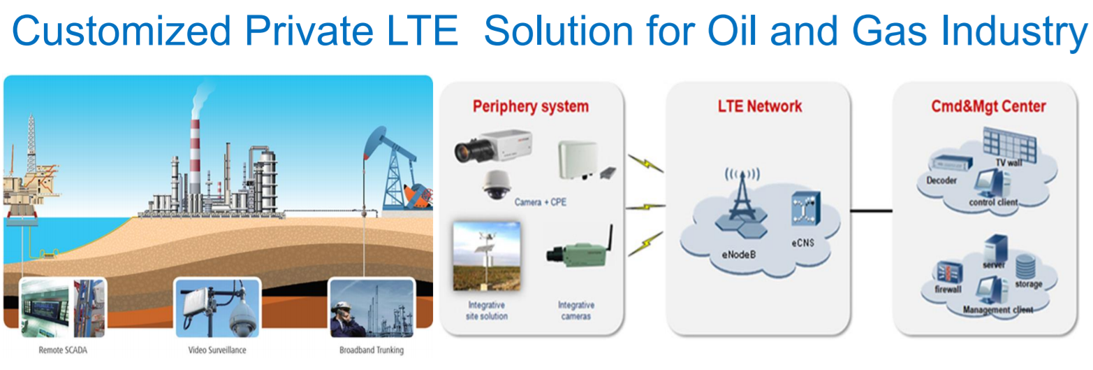 Customized Private LTE Solution for Oil and Gas Industry
Remote SCADA
Video Surveillance
Broadband Trunking
Periphery system
Camera + CPE
Integrative
site solution
Integrative
cameras
LTE Network
eNodeB
eCNS
Cmd&Mgt Center
TV wall
Decoder
control client
server
storage
firewall
Management client